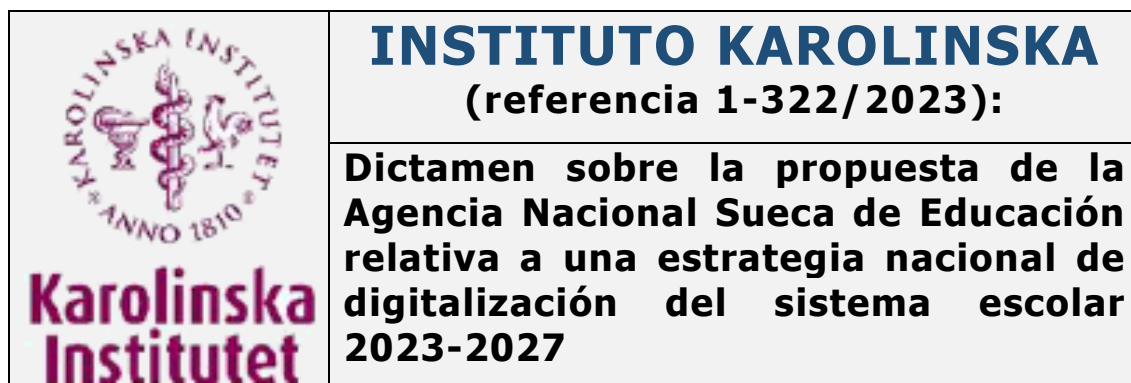 KAROLINSKA INSTITUTET
* ANNO 1810 *
Karolinska
Institutet
INSTITUTO KAROLINSKA
(referencia 1-322/2023):
Dictamen sobre la propuesta de la
Agencia Nacional Sueca de Educación
relativa a una estrategia nacional de
digitalización del sistema escolar
2023-2027